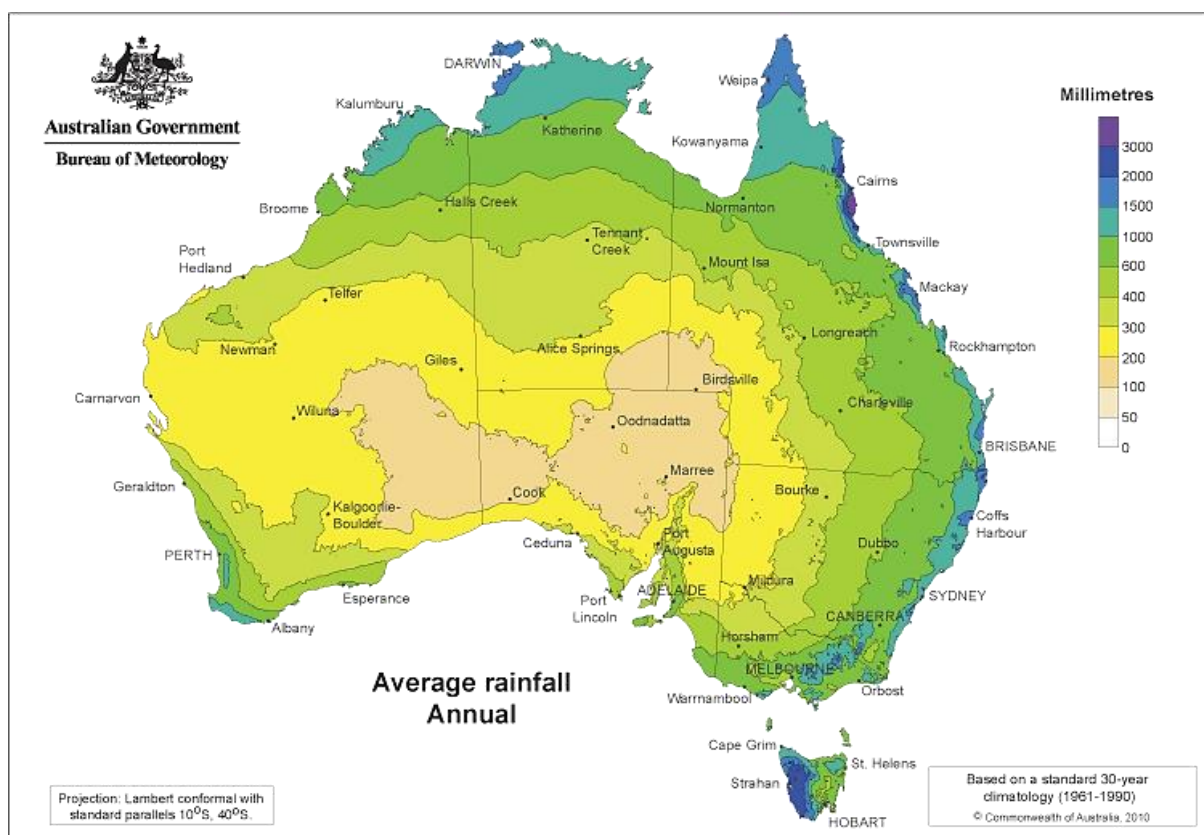 Australian Government
Bureau of Meteorology
DARWIN
Weipa
Kalumburu
Katherine
Kowanyama
Millimetres
3000
2000
1500
1000
600
400
300
200
100
50
0
Cairns
Broome
Halls Creek
Normanton
Tennant
Creek
Townsville
Port
Hedland
Mount Isa
Telfer
Mackay
Newman
Alice Springs
Longreach
Rockhampton
Giles
Birdsville
Carnarvon
Wiluna
Oodnadatta
Charleville
BRISBANE
Geraldton
Marree
Cook
Bourke
Kalgoorlie-
Boulder
Coffs
Harbour
PERTH
Ceduna
Port
Augusta
Dubbo
Mildura
Esperance
Port
Lincoln
ADELAIDE
SYDNEY
Albany
CANBERRA
Horsham
MELBOURNE
Warrnambool
Orbost
Average rainfall
Annual
Cape Grim
St. Helens
Strahan
HOBART
Projection: Lambert conformal with
standard parallels 10°S, 40°S.
Based on a standard 30-year
climatology (1961-1990)
© Commonwealth of Australia, 2010